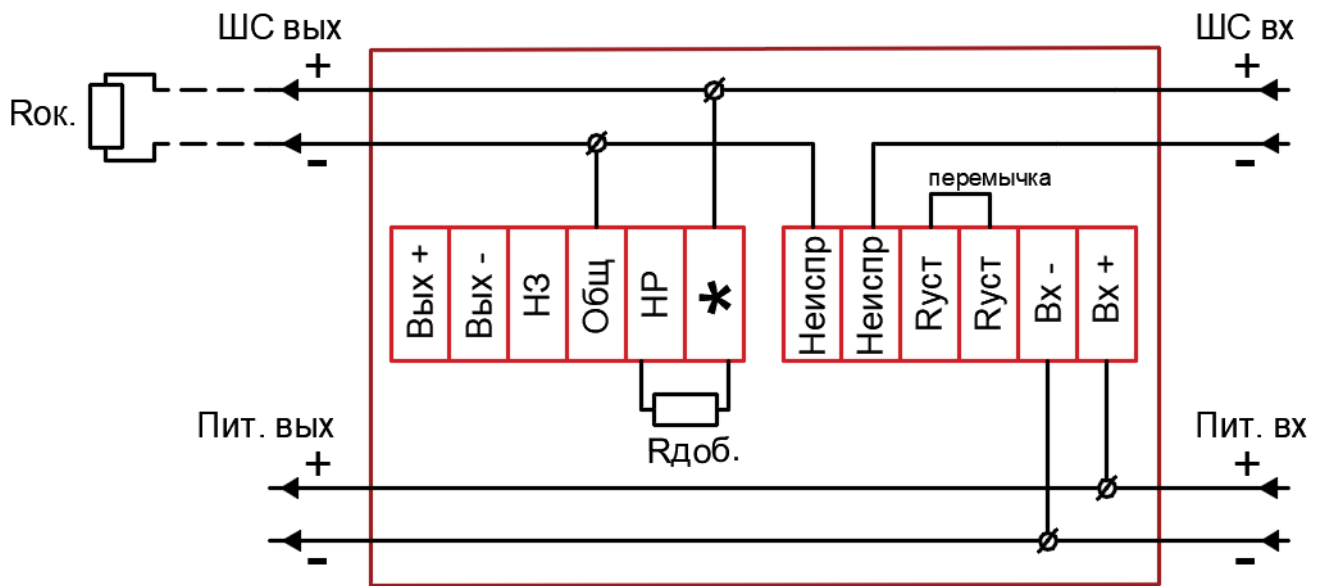 ШС вых
ШС вх
+
+
Rок.
-
-
перемычка
Вых +
Вых -
НЗ
Общ
НР
*
Неиспр
Неиспр
Rуст
Rуст
Вх -
Вх +
Rдоб.
Пит. вых
Пит. вх
+
+
-
-